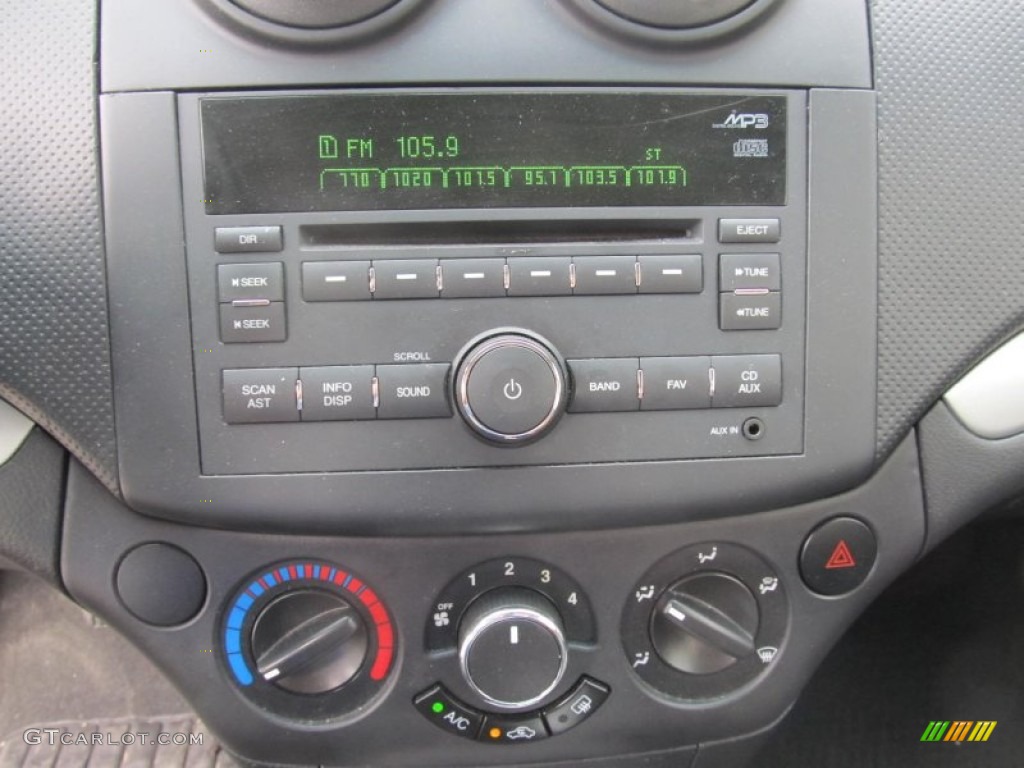 MP3
1 FM 105.9
ST
disc
770 1020 101.5 95.1 103.5 101.9
DIR
EJECT
SEEK
TUNE
SEEK
TUNE
SCROLL
SCAN AST
INFO DISP
SOUND
BAND
FAV
CD AUX
AUX IN
OFF 1 2 3 4
A/C
GTCARLOT.COM